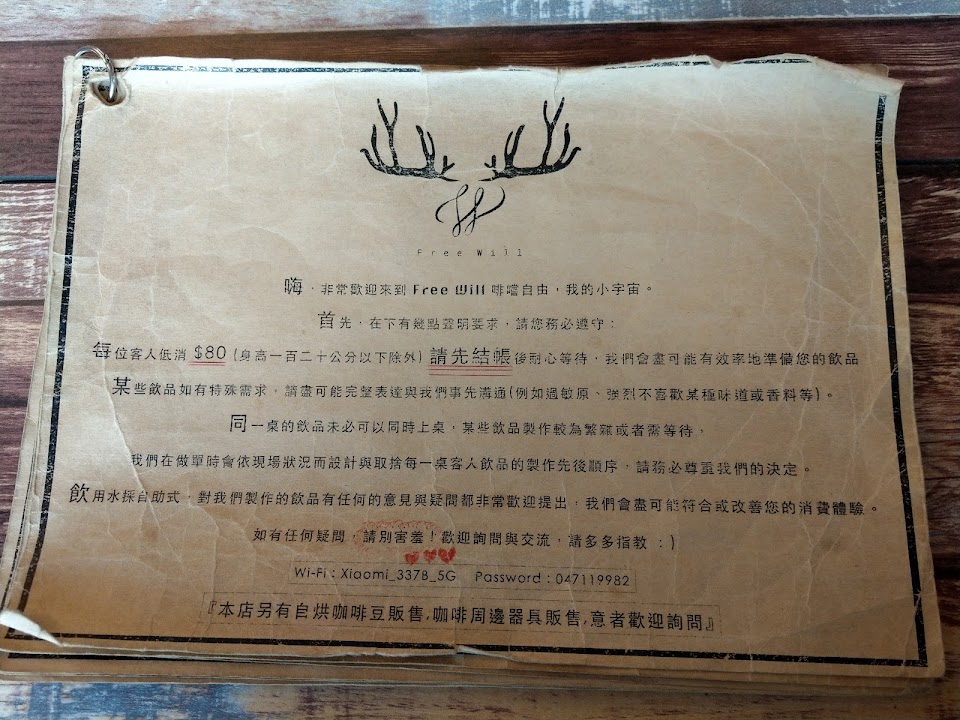 Free Will
嗨，非常歡迎來到 Free Will 啡嚐自由，我的小宇宙。
首先，在下有幾點聲明要求，請您務必遵守：
每位客人低消 $80 (身高一百二十公分以下除外) 請先結帳後耐心等待，我們會盡可能有效率地準備您的飲品
某些飲品如有特殊需求，請盡可能完整表達與我們事先溝通(例如過敏原、強烈不喜歡某種味道或香料等)。
同一桌的飲品未必可以同時上桌，某些飲品製作較為繁雜或者需等待，
我們在做單時會依現場狀況而設計與取捨每一桌客人飲品的製作先後順序，請務必尊重我們的決定。
飲用水採自助式，對我們製作的飲品有任何的意見與疑問都非常歡迎提出，我們會盡可能符合或改善您的消費體驗。
如有任何疑問，請別害羞！歡迎詢問與交流，請多多指教：)
Wi-Fi : Xiaomi_337B_5G Password : 047119982
『本店另有自烘咖啡豆販售,咖啡周邊器具販售,意者歡迎詢問』